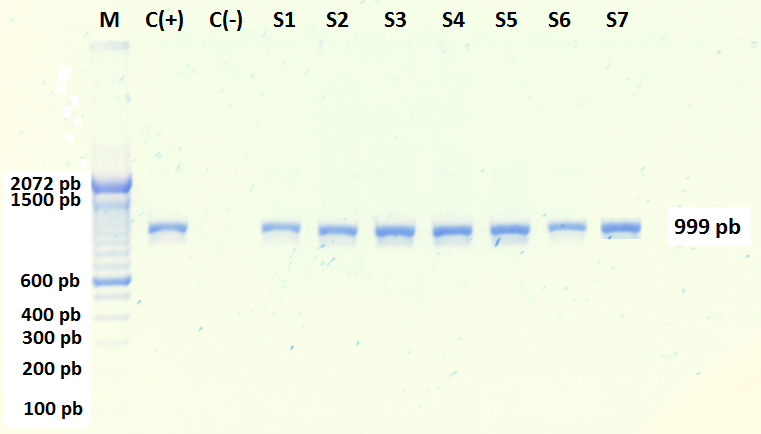 M C(+) C(-) S1 S2 S3 S4 S5 S6 S7
2072 pb
1500 pb
999 pb
600 pb
400 pb
300 pb
200 pb
100 pb